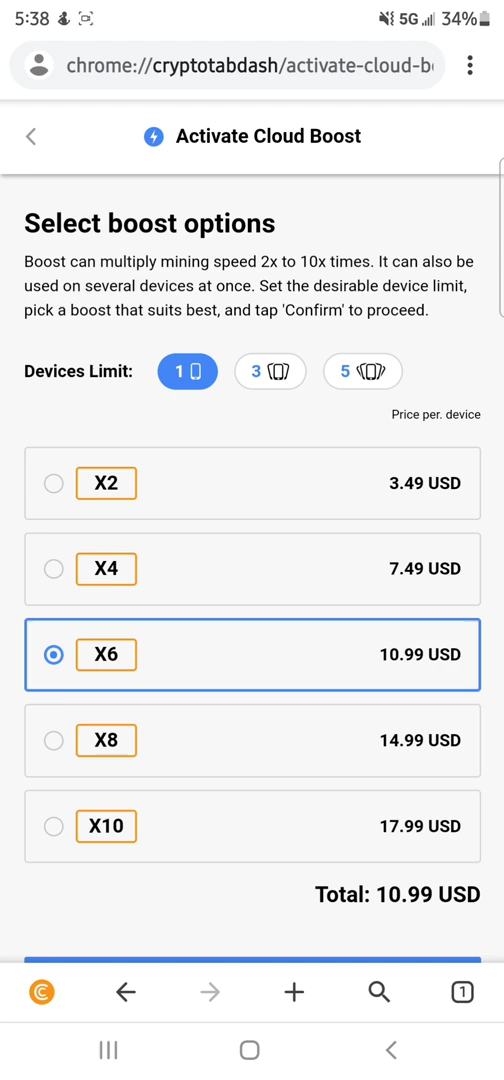 5:38
5G 34%
chrome://cryptotabdash/activate-cloud-b
Activate Cloud Boost
Select boost options
Boost can multiply mining speed 2x to 10x times. It can also be
used on several devices at once. Set the desirable device limit,
pick a boost that suits best, and tap 'Confirm' to proceed.
Devices Limit: 1 3 5
Price per. device
X2 3.49 USD
X4 7.49 USD
X6 10.99 USD
X8 14.99 USD
X10 17.99 USD
Total: 10.99 USD
1